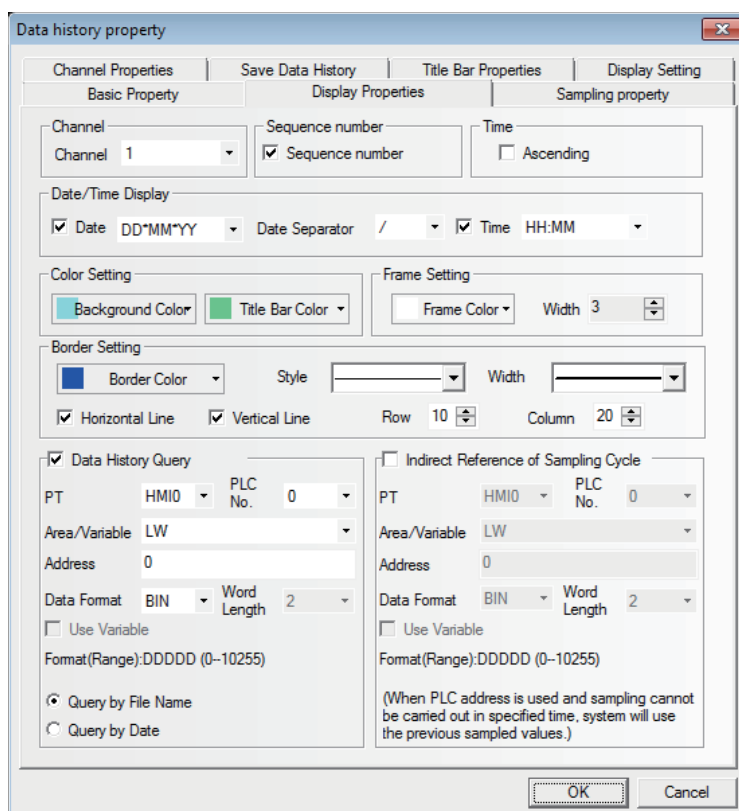 Data history property
Channel Properties Save Data History Title Bar Properties Display Setting
Basic Property Display Properties Sampling property
Channel Sequence number Time
Channel 1 Sequence number Ascending
Date/Time Display
Date DD*MM*YY Date Separator / Time HH:MM
Color Setting Frame Setting
Background Color Title Bar Color Frame Color Width 3
Border Setting
Border Color Style Width
Horizontal Line Vertical Line Row 10 Column 20
Data History Query Indirect Reference of Sampling Cycle
PT HMI0 PLC No. 0 PT HMI0 PLC No. 0
Area/Variable LW Area/Variable LW
Address 0 Address 0
Data Format BIN Word Length 2 Data Format BIN Word Length 2
Use Variable Use Variable
Format(Range):DDDDD (0--10255) Format(Range):DDDDD (0--10255)
Query by File Name (When PLC address is used and sampling cannot
be carried out in specified time, system will use
Query by Date the previous sampled values.)
OK Cancel